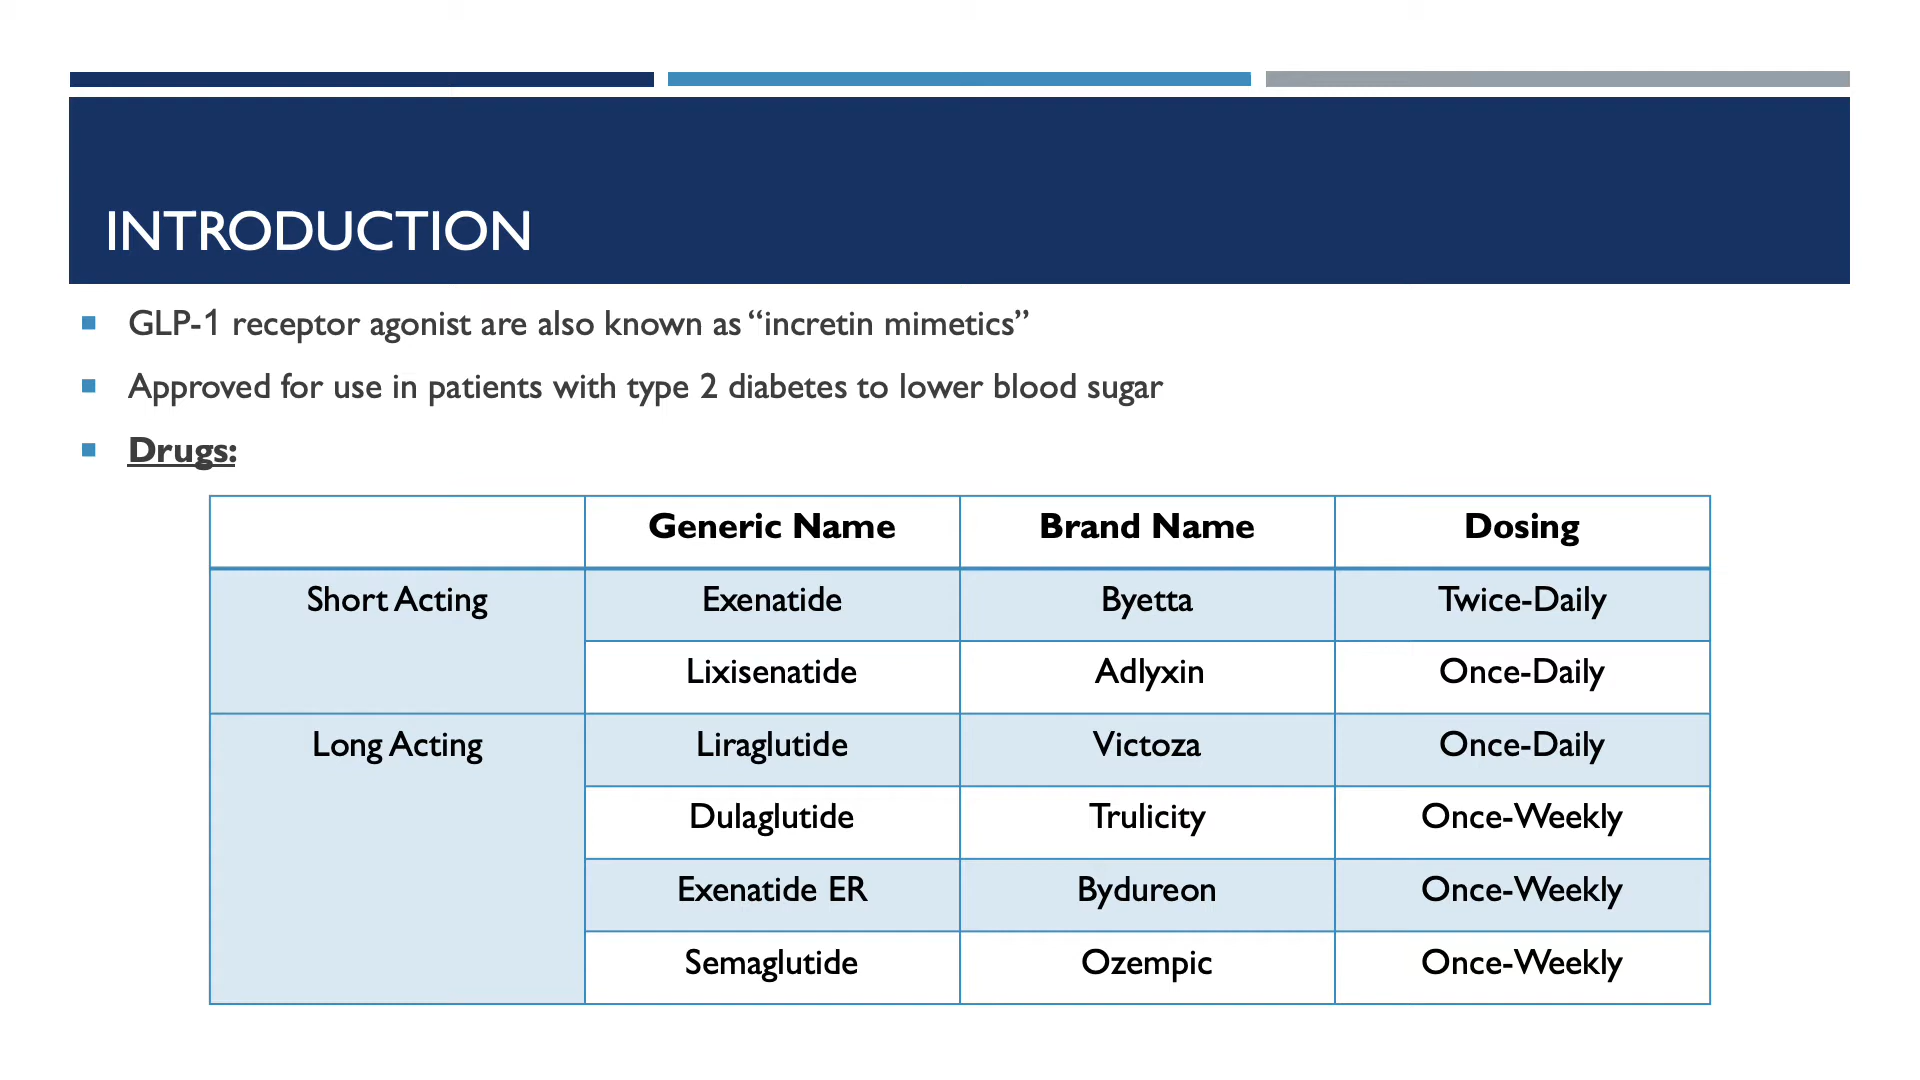 INTRODUCTION
GLP-1 receptor agonist are also known as “incretin mimetics”
Approved for use in patients with type 2 diabetes to lower blood sugar
Drugs:
Generic Name Brand Name Dosing
Short Acting Exenatide Byetta Twice-Daily
Lixisenatide Adlyxin Once-Daily
Long Acting Liraglutide Victoza Once-Daily
Dulaglutide Trulicity Once-Weekly
Exenatide ER Bydureon Once-Weekly
Semaglutide Ozempic Once-Weekly